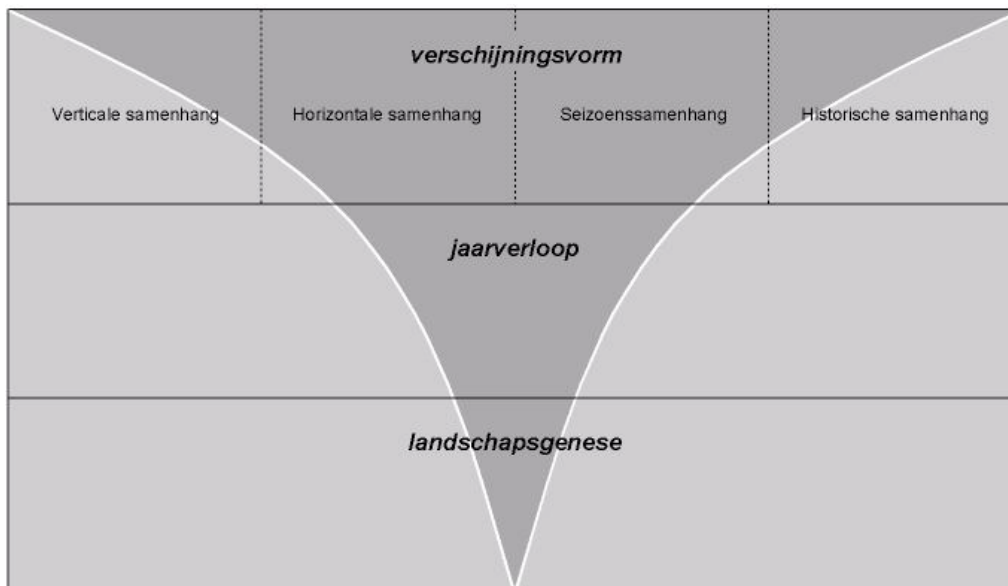 verschijningsvorm
Verticale samenhang
Horizontale samenhang
Seizoenssamenhang
Historische samenhang
jaarverloop
landschapsgenese